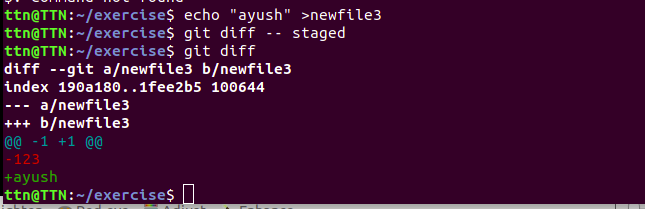 ttn@TTN:~/exercise$ echo "ayush" >newfile3
ttn@TTN:~/exercise$ git diff -- staged
ttn@TTN:~/exercise$ git diff
diff --git a/newfile3 b/newfile3
index 190a180..1fee2b5 100644
--- a/newfile3
+++ b/newfile3
@@ -1 +1 @@
-123
+ayush
ttn@TTN:~/exercise$